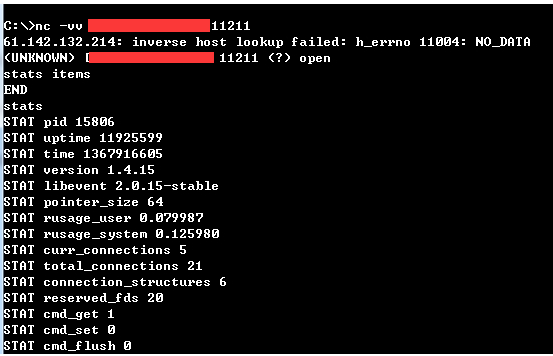 C:\>nc -vv 11211
61.142.132.214: inverse host lookup failed: h_errno 11004: NO_DATA
(UNKNOWN) [ 11211 (?) open
stats items
END
stats
STAT pid 15806
STAT uptime 11925599
STAT time 1367916605
STAT version 1.4.15
STAT libevent 2.0.15-stable
STAT pointer_size 64
STAT rusage_user 0.079987
STAT rusage_system 0.125980
STAT curr_connections 5
STAT total_connections 21
STAT connection_structures 6
STAT reserved_fds 20
STAT cmd_get 1
STAT cmd_set 0
STAT cmd_flush 0